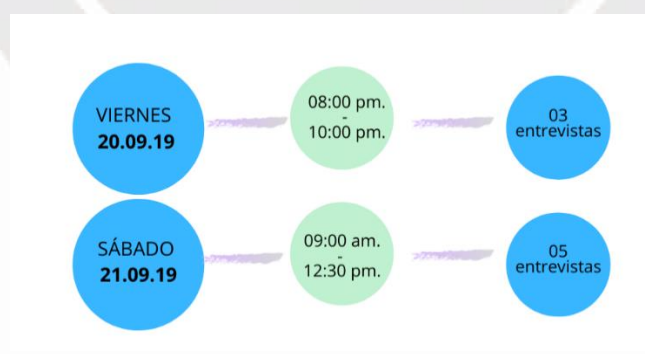 VIERNES
20.09.19
08:00 pm.
-
10:00 pm.
03
entrevistas
SÁBADO
21.09.19
09:00 am.
-
12:30 pm.
05
entrevistas